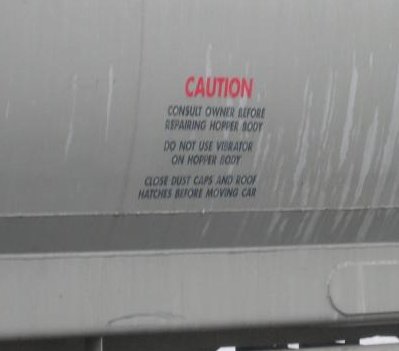 CAUTION
CONSULT OWNER BEFORE
REPAIRING HOPPER BODY
DO NOT USE VIBRATOR
ON HOPPER BODY
CLOSE DUST CAPS AND ROOF
HATCHES BEFORE MOVING CAR